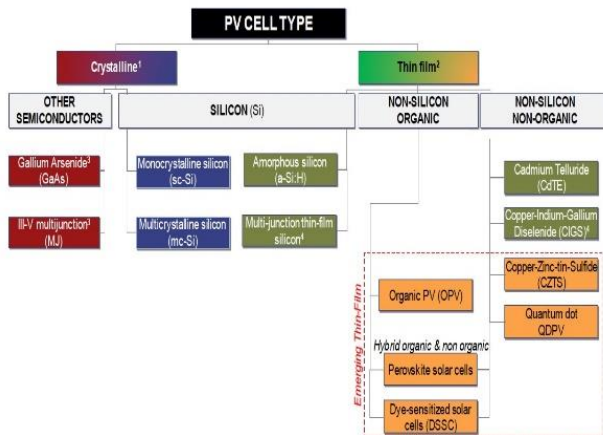 PV CELL TYPE
Crystalline¹
Thin film²
OTHER
SEMICONDUCTORS
SILICON (Si)
NON-SILICON
ORGANIC
NON-SILICON
NON-ORGANIC
Gallium Arsenide³
(GaAs)
Monocrystalline silicon
(sc-Si)
Amorphous silicon
(a-Si:H)
Cadmium Telluride
(CdTE)
III-V multijunction³
(MJ)
Multicrystaline silicon
(mc-Si)
Multi-junction thin-film
silicon⁴
Copper-Indium-Gallium
Diselenide (CIGS)⁴
Emerging Thin-Film
Organic PV (OPV)
Copper-Zinc-tin-Sulfide
(CZTS)
Quantum dot
QDPV
Hybrid organic & non organic
Perovskite solar cells
Dye-sensitized solar
cells (DSSC)